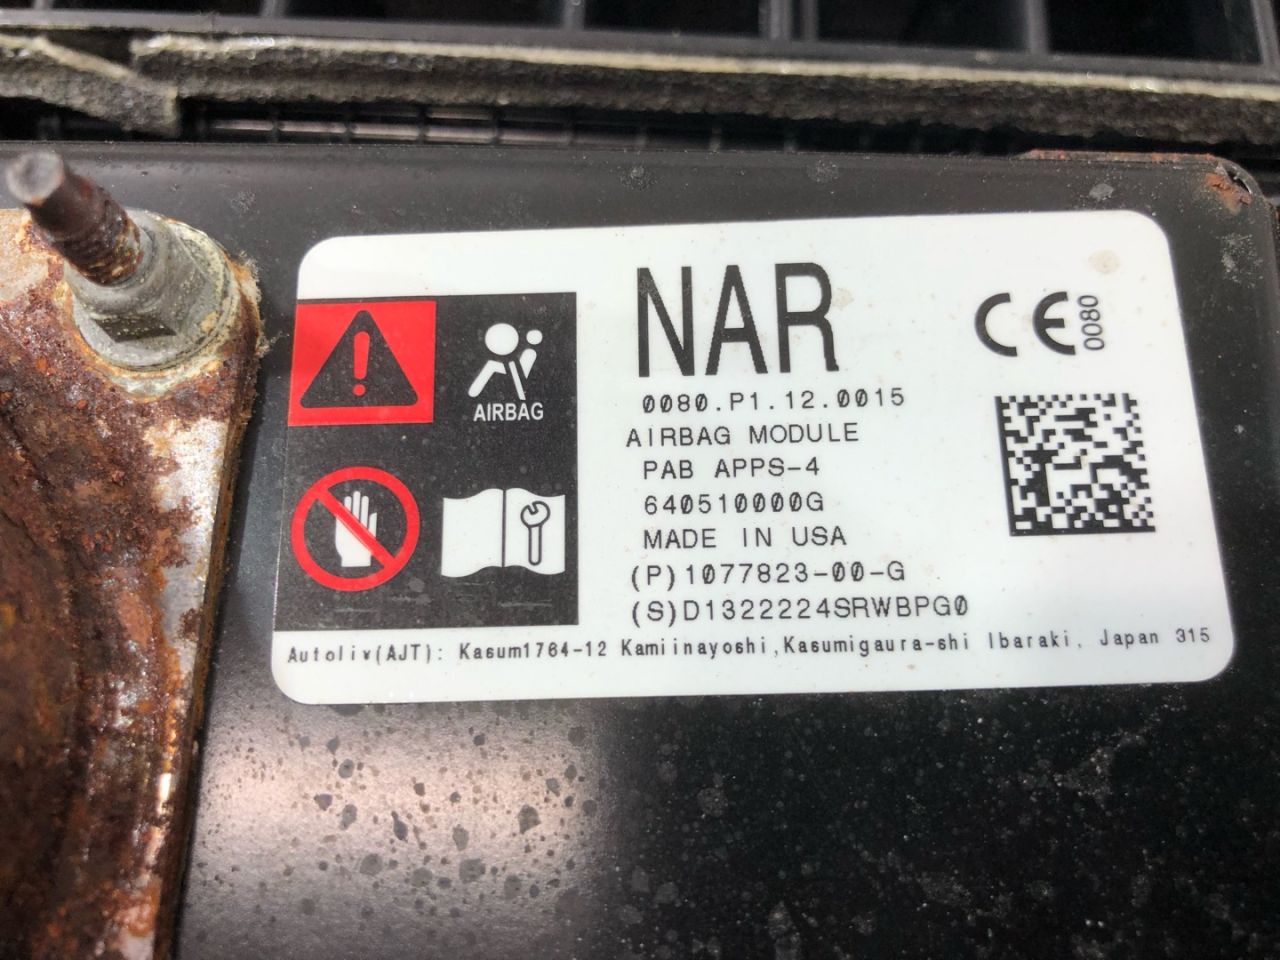 NAR
CE 0080
0080.P1.12.0015
AIRBAG
AIRBAG MODULE
PAB APPS-4
640510000G
MADE IN USA
(P)1077823-00-G
(S)D1322224SRWBPG0
Autoliv(AJT): Kasum1764-12 Kamiinayoshi,Kasumigaura-shi Ibaraki, Japan 315